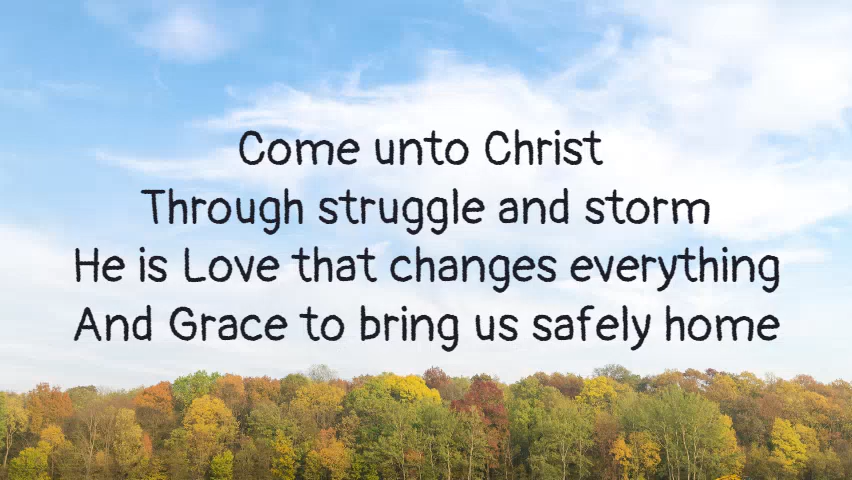 Come unto Christ
Through struggle and storm
He is Love that changes everything
And Grace to bring us safely home